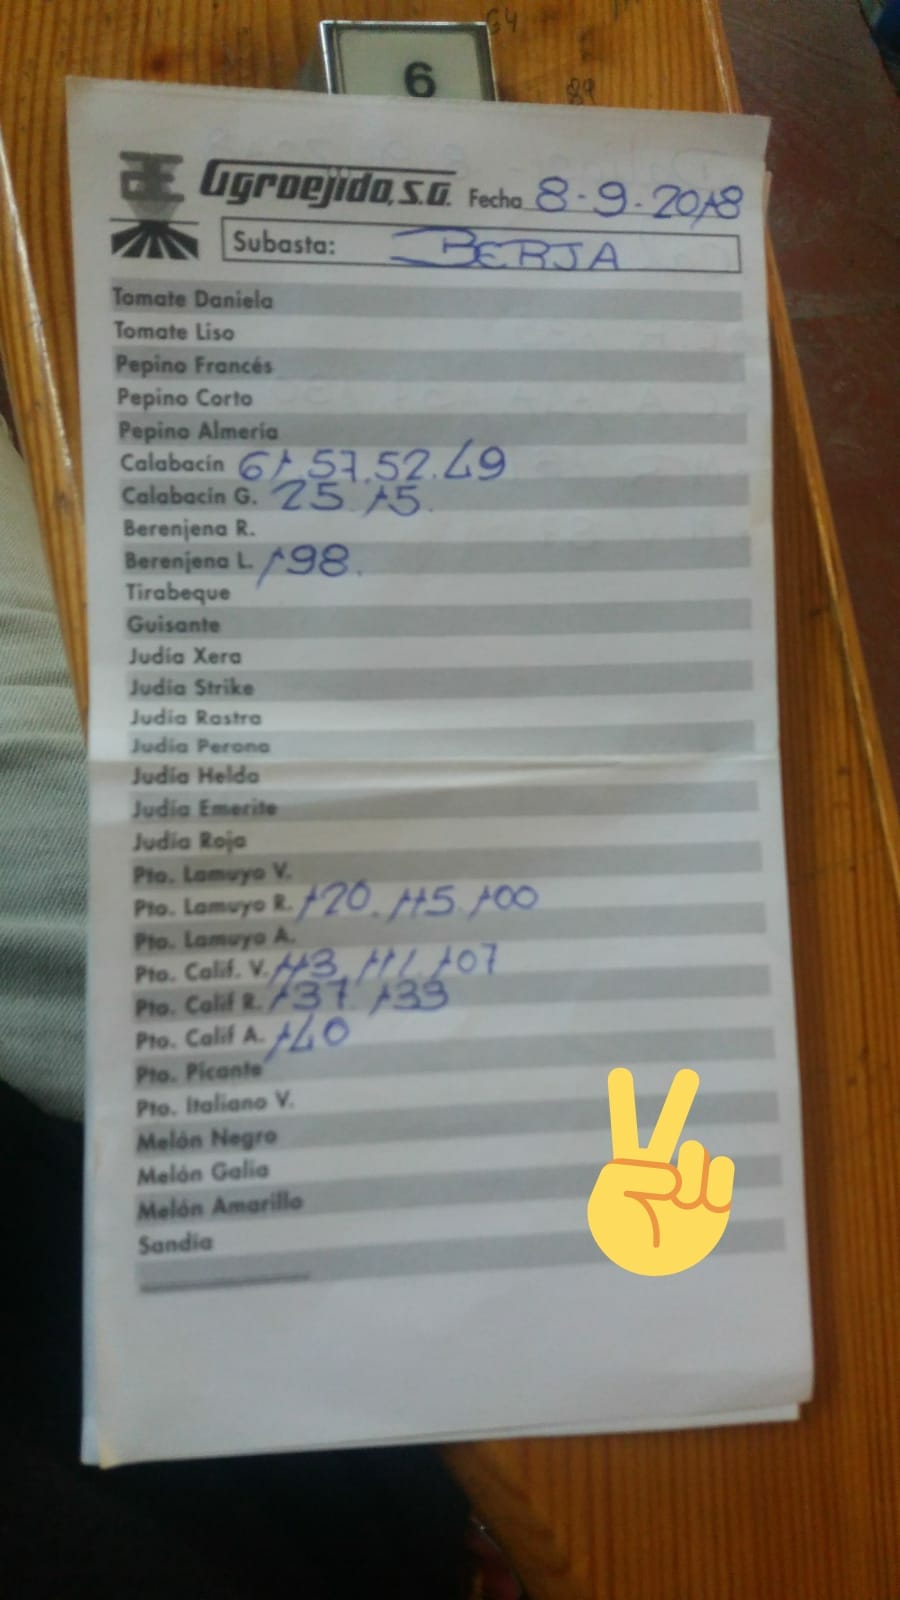 6
Agroejido, S.A. Fecha 8-9-2018
Subasta: BERJA
Tomate Daniela
Tomate Liso
Pepino Francés
Pepino Corto
Pepino Almería
Calabacín 61.57.52.49
Calabacín G. 25 15.
Berenjena R.
Berenjena L. 198.
Tirabeque
Guisante
Judía Xera
Judía Strike
Judía Rastra
Judía Perona
Judía Helda
Judía Emerite
Judía Roja
Pto. Lamuyo V.
Pto. Lamuyo R. 120. 115. 100
Pto. Lamuyo A.
Pto. Calif. V. 113. 111. 107
Pto. Calif R. 137 133
Pto. Calif A. 140
Pto. Picante
Pto. Italiano V.
Melón Negro
Melón Galia
Melón Amarillo
Sandía